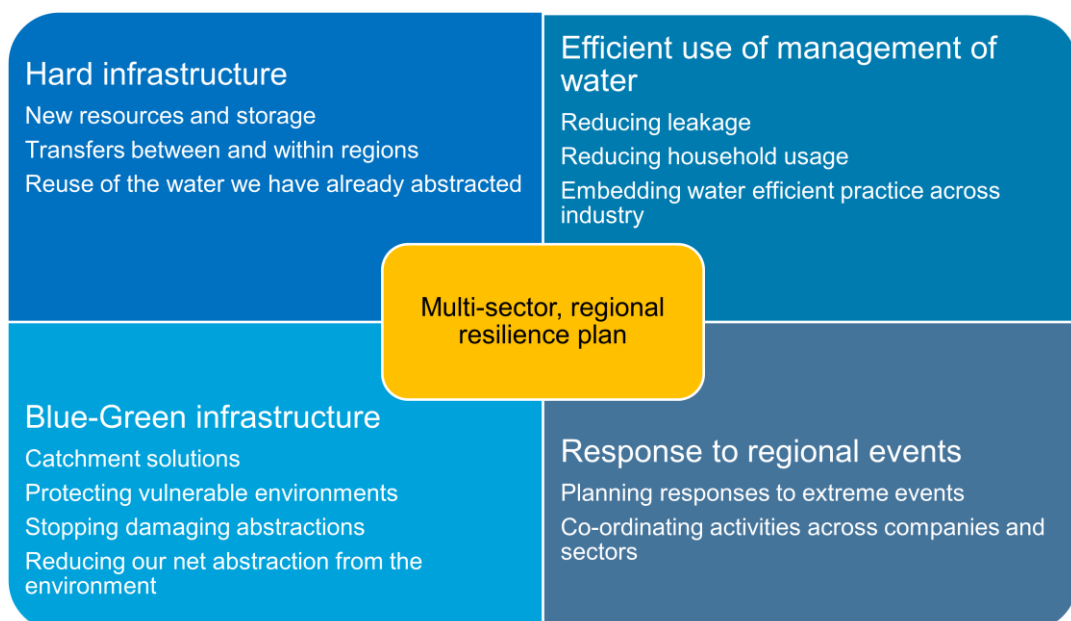 Hard infrastructure
New resources and storage
Transfers between and within regions
Reuse of the water we have already abstracted
Efficient use of management of
water
Reducing leakage
Reducing household usage
Embedding water efficient practice across
industry
Multi-sector, regional
resilience plan
Blue-Green infrastructure
Catchment solutions
Protecting vulnerable environments
Stopping damaging abstractions
Reducing our net abstraction from the
environment
Response to regional events
Planning responses to extreme events
Co-ordinating activities across companies and
sectors